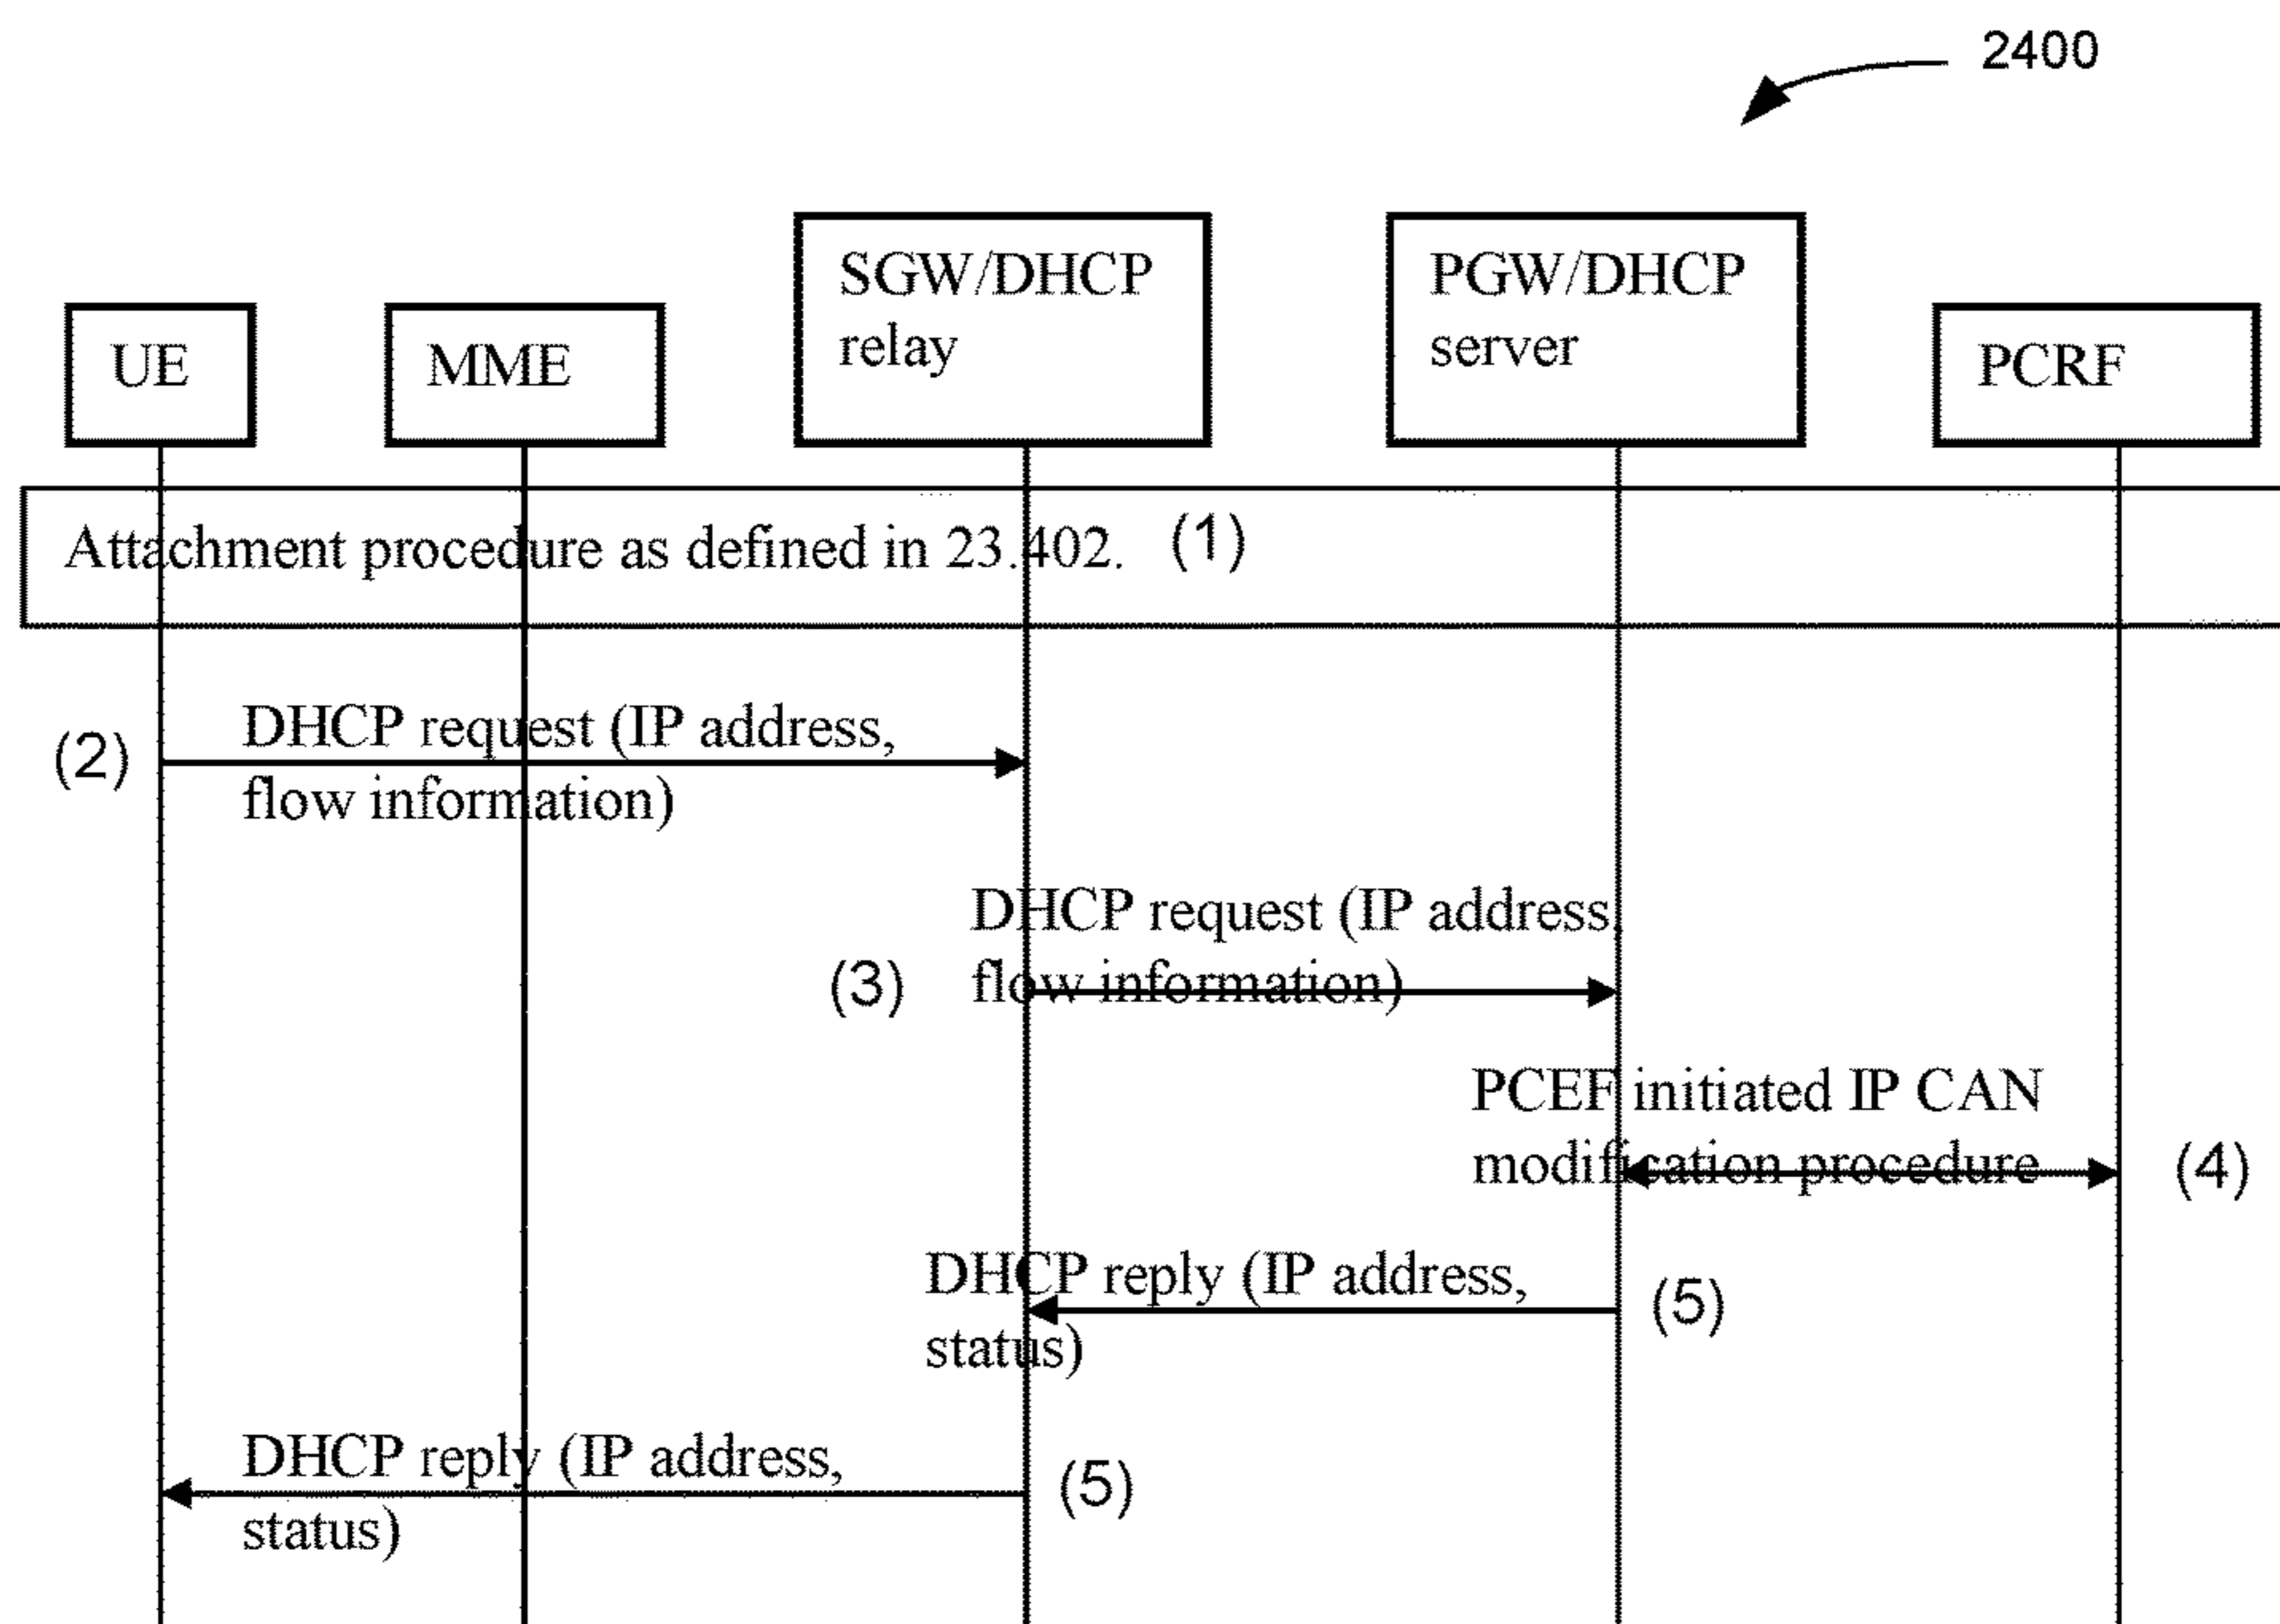 2400
SGW/DHCP
relay
PGW/DHCP
server
UE
MME
PCRF
Attachment procedure as defined in 23.402. (1)
DHCP request (IP address,
(2)
flow information)
DHCP request (IP address,
(3)
flow information)
PCEF initiated IP CAN
modification procedure
(4)
DHCP reply (IP address,
(5)
status)
DHCP reply (IP address,
(5)
status)